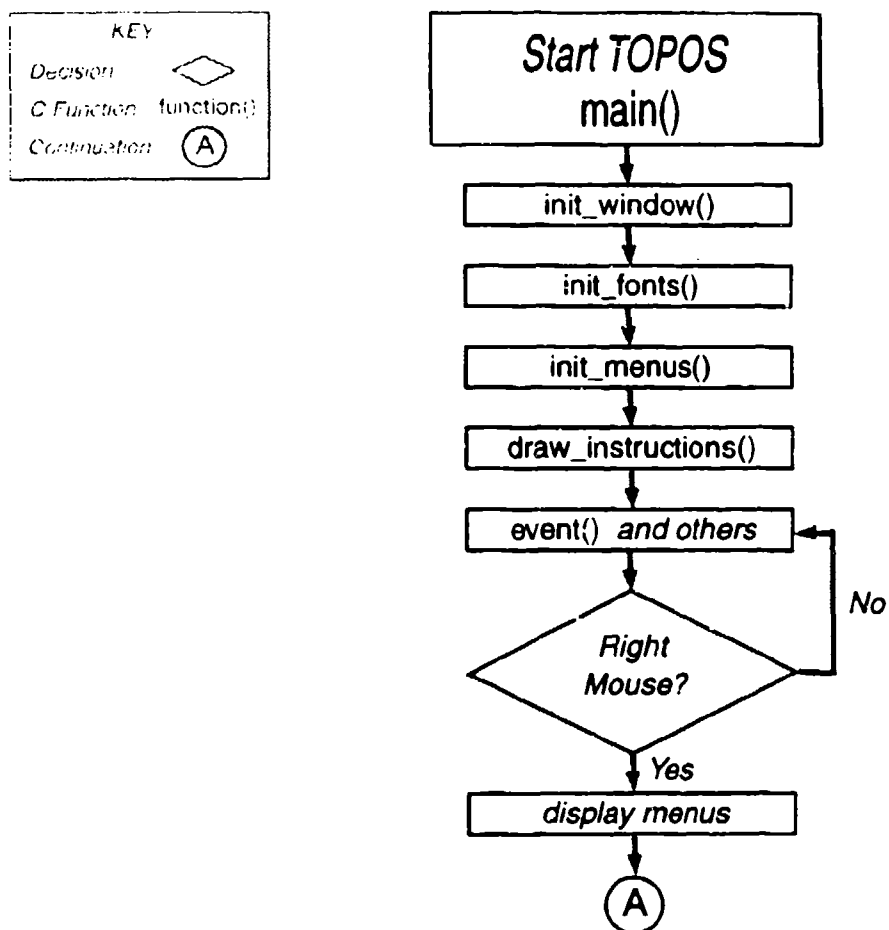 KEY
Decision
C Function function()
Continuation A
Start TOPOS
main()
init_window()
init_fonts()
init_menus()
draw_instructions()
event() and others
No
Right
Mouse?
Yes
display menus
A